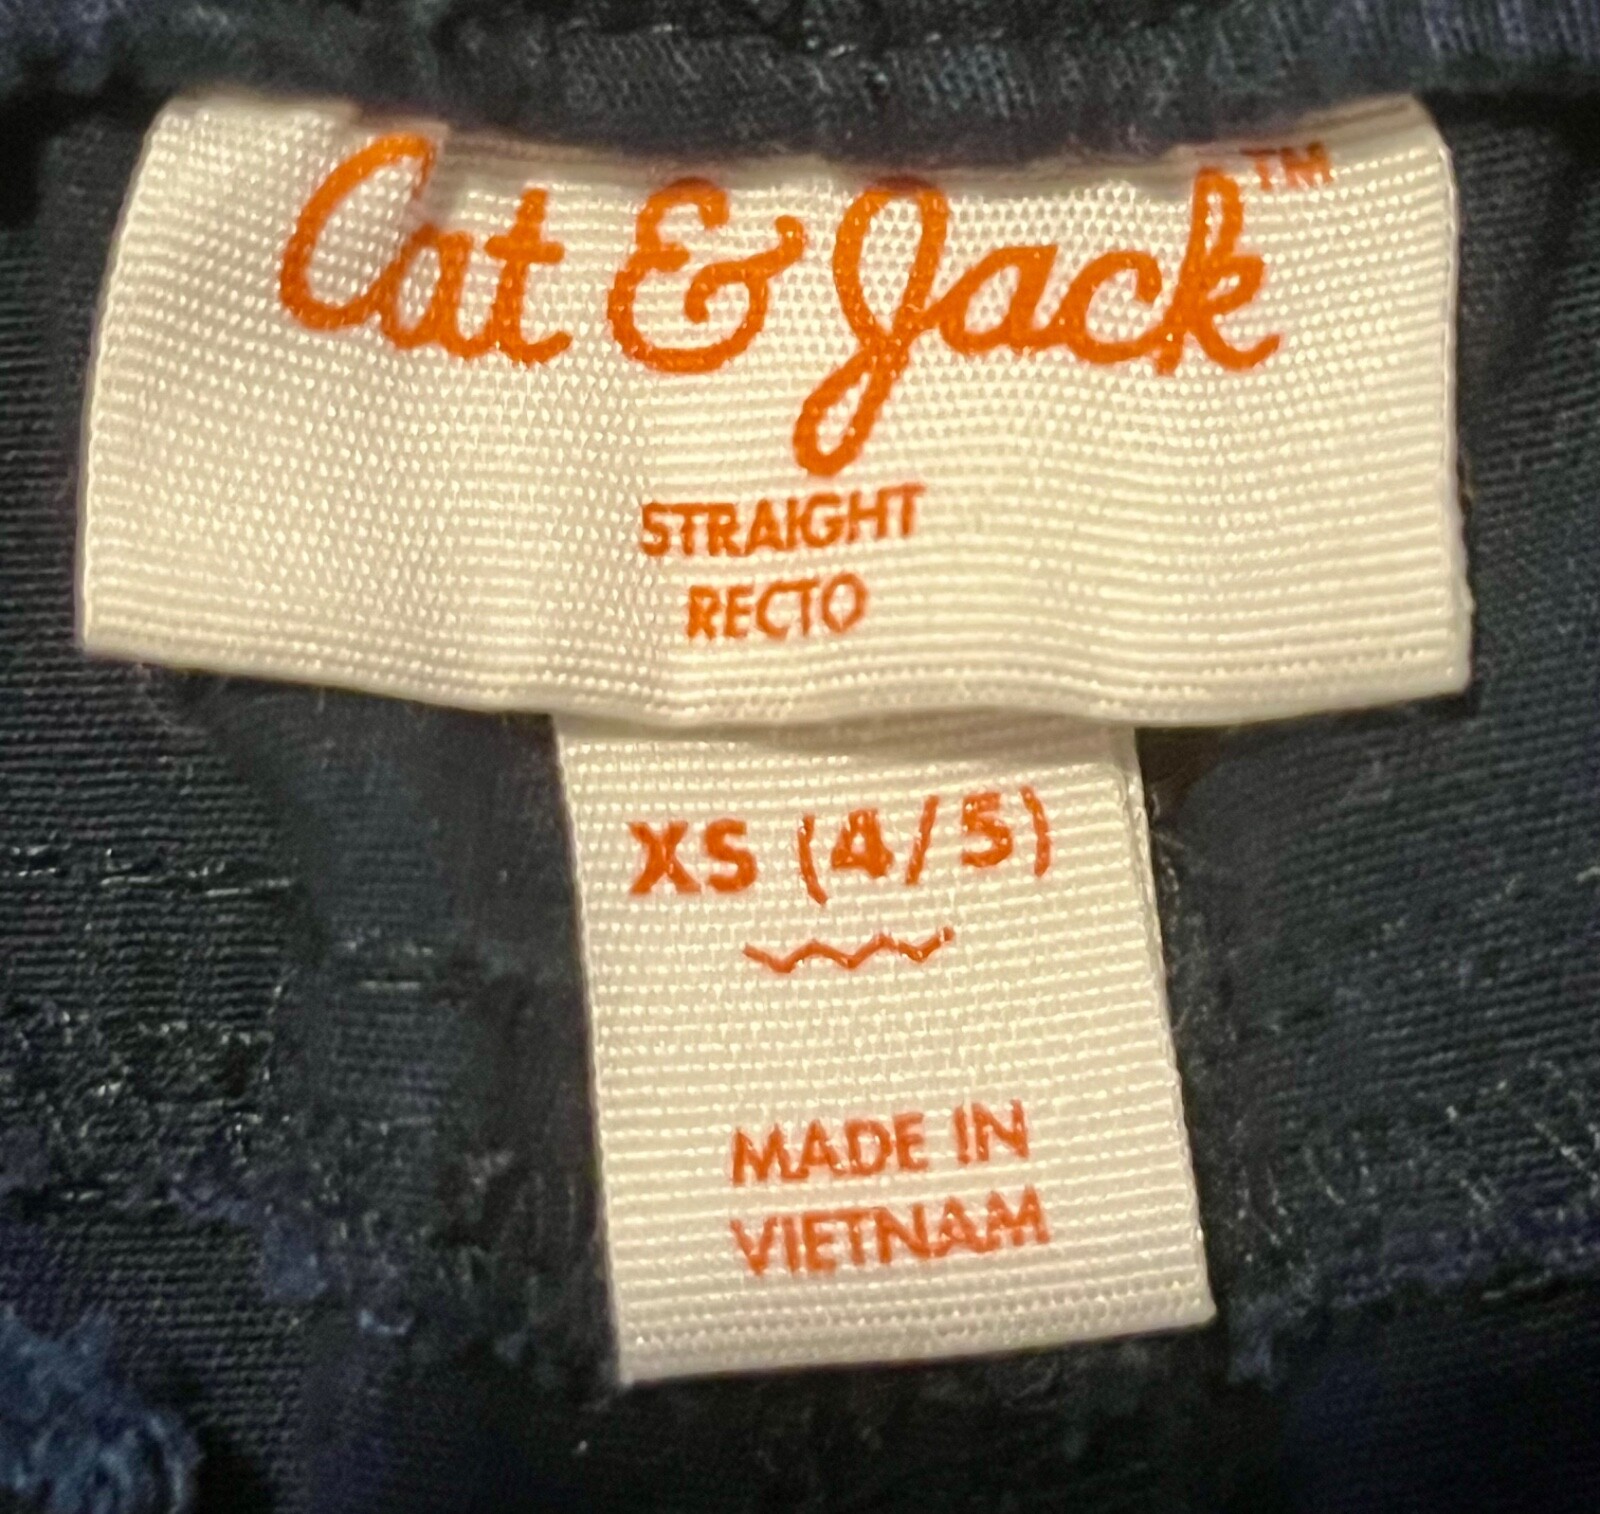 Cat & Jack™
STRAIGHT
RECTO
XS (4/5)
MADE IN
VIETNAM